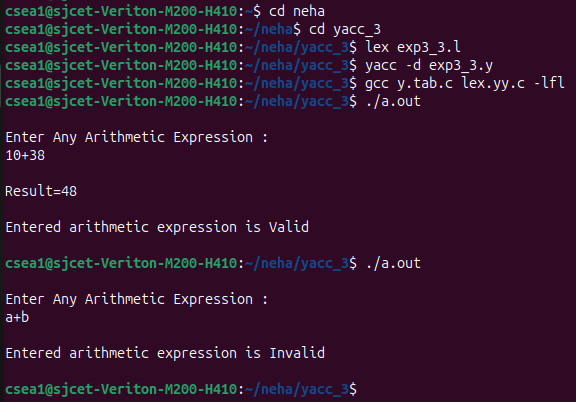 csea1@sjcet-Veriton-M200-H410:~$ cd neha
csea1@sjcet-Veriton-M200-H410:~/neha$ cd yacc_3
csea1@sjcet-Veriton-M200-H410:~/neha/yacc_3$ lex exp3_3.l
csea1@sjcet-Veriton-M200-H410:~/neha/yacc_3$ yacc -d exp3_3.y
csea1@sjcet-Veriton-M200-H410:~/neha/yacc_3$ gcc y.tab.c lex.yy.c -lfl
csea1@sjcet-Veriton-M200-H410:~/neha/yacc_3$ ./a.out
Enter Any Arithmetic Expression :
10+38
Result=48
Entered arithmetic expression is Valid
csea1@sjcet-Veriton-M200-H410:~/neha/yacc_3$ ./a.out
Enter Any Arithmetic Expression :
a+b
Entered arithmetic expression is Invalid
csea1@sjcet-Veriton-M200-H410:~/neha/yacc_3$